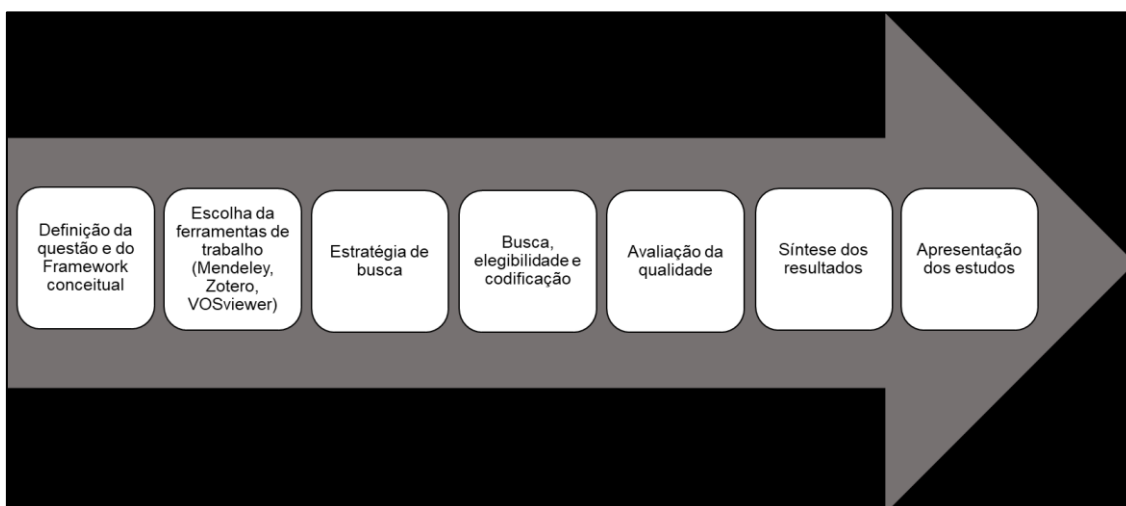 Definição da
questão e do
Framework
conceitual
Escolha da
ferramentas de
trabalho
(Mendeley,
Zotero,
VOSviewer)
Estratégia de
busca
Busca,
elegibilidade e
codificação
Avaliação da
qualidade
Síntese dos
resultados
Apresentação
dos estudos